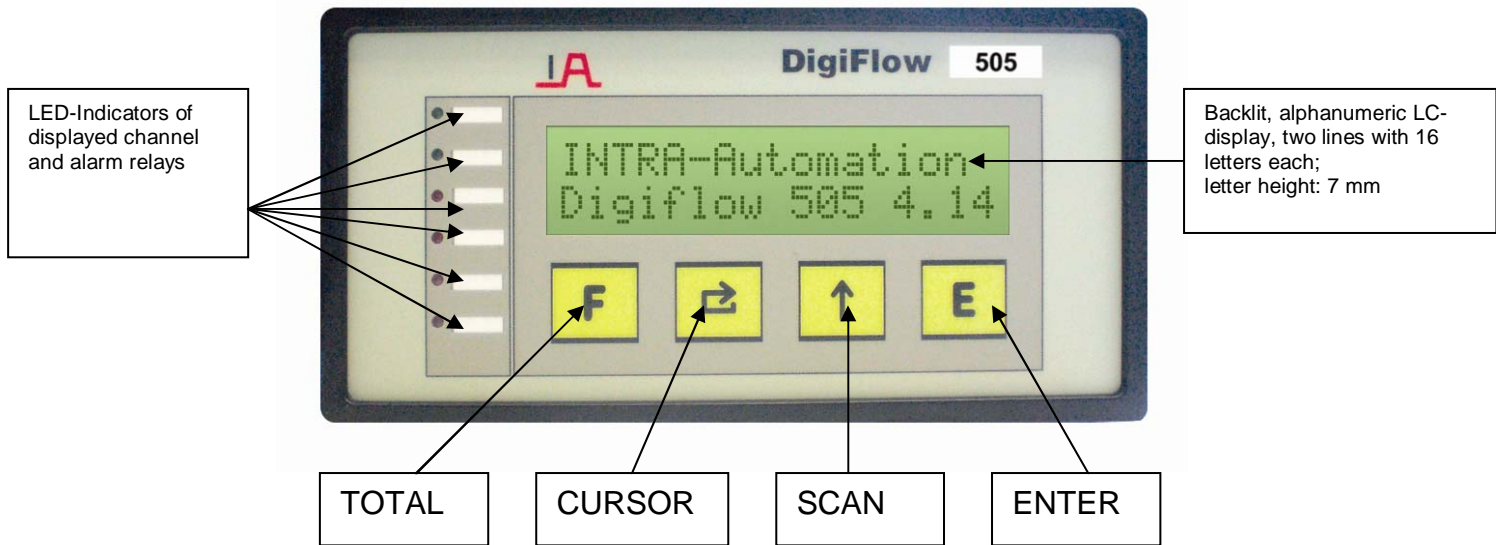 IA
DigiFlow 505
LED-Indicators of
displayed channel
and alarm relays
INTRA-Automation
Digiflow 505 4.14
Backlit, alphanumeric LC-
display, two lines with 16
letters each;
letter height: 7 mm
F
E
TOTAL
CURSOR
SCAN
ENTER